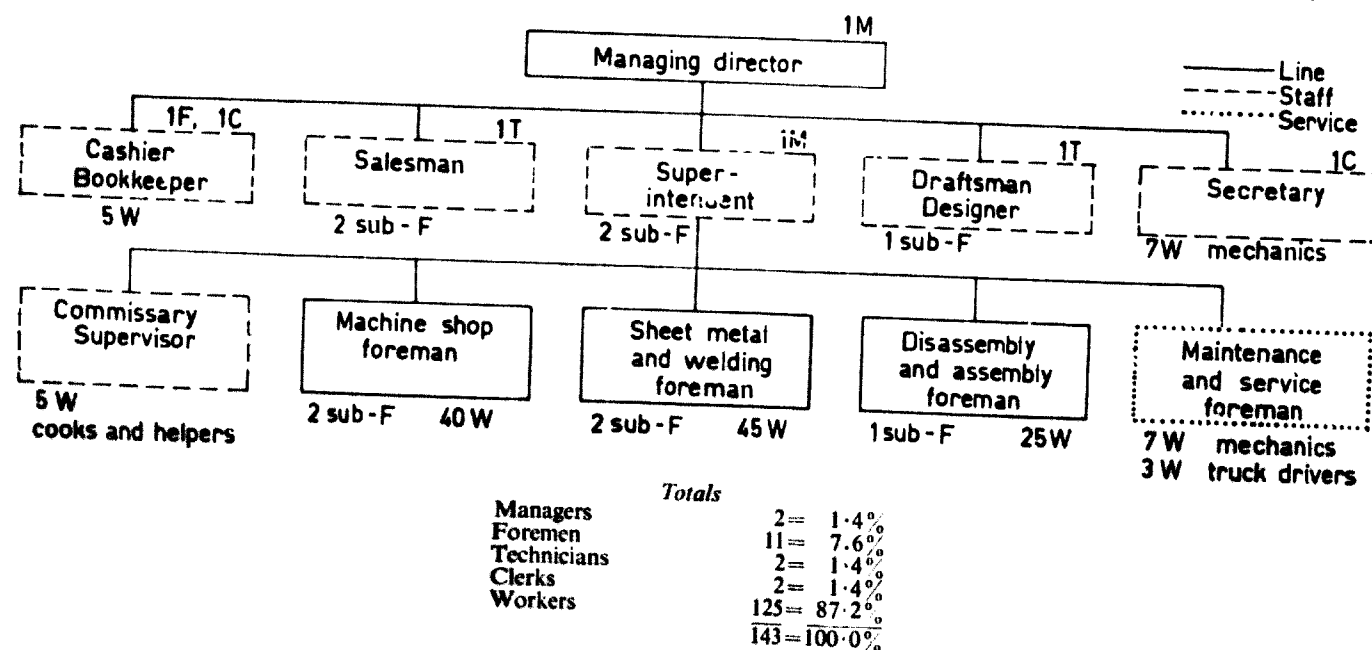 1M
Managing director
Line
Staff
Service
1F, 1C
Cashier
Bookkeeper
5 W
1T
Salesman
2 sub-F
1M
Super-
intendent
2 sub-F
1T
Draftsman
Designer
1 sub-F
1C
Secretary
7W mechanics
Commissary
Supervisor
5 W
cooks and helpers
Machine shop
foreman
2 sub-F 40 W
Sheet metal
and welding
foreman
2 sub-F 45 W
Disassembly
and assembly
foreman
1 sub-F 25W
Maintenance
and service
foreman
7 W mechanics
3 W truck drivers
Totals
Managers 2= 1·4%
Foremen 11= 7.6%
Technicians 2= 1·4%
Clerks 2= 1·4%
Workers 125= 87·2%
143=100·0%